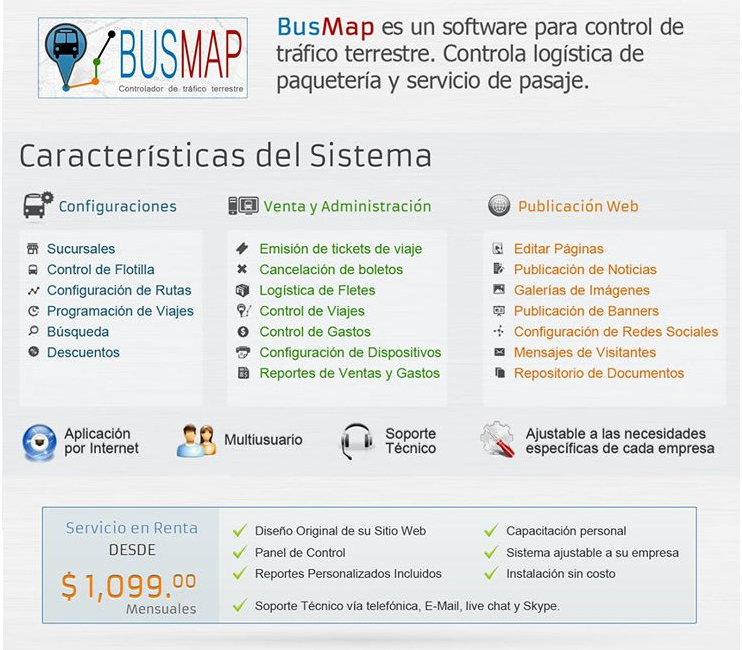 BUSMAP
Controlador de tráfico terrestre
BusMap es un software para control de
tráfico terrestre. Controla logística de
paquetería y servicio de pasaje.
Características del Sistema
Configuraciones
Sucursales
Control de Flotilla
Configuración de Rutas
Programación de Viajes
Búsqueda
Descuentos
Venta y Administración
Emisión de tickets de viaje
Cancelación de boletos
Logística de Fletes
Control de Viajes
Control de Gastos
Configuración de Dispositivos
Reportes de Ventas y Gastos
Publicación Web
Editar Páginas
Publicación de Noticias
Galerías de Imágenes
Publicación de Banners
Configuración de Redes Sociales
Mensajes de Visitantes
Repositorio de Documentos
Aplicación
por Internet
Multiusuario
Soporte
Técnico
Ajustable a las necesidades
específicas de cada empresa
Servicio en Renta
DESDE
$1,099.00
Mensuales
Diseño Original de su Sitio Web
Panel de Control
Reportes Personalizados Incluidos
Capacitación personal
Sistema ajustable a su empresa
Instalación sin costo
Soporte Técnico vía telefónica, E-Mail, live chat y Skype.